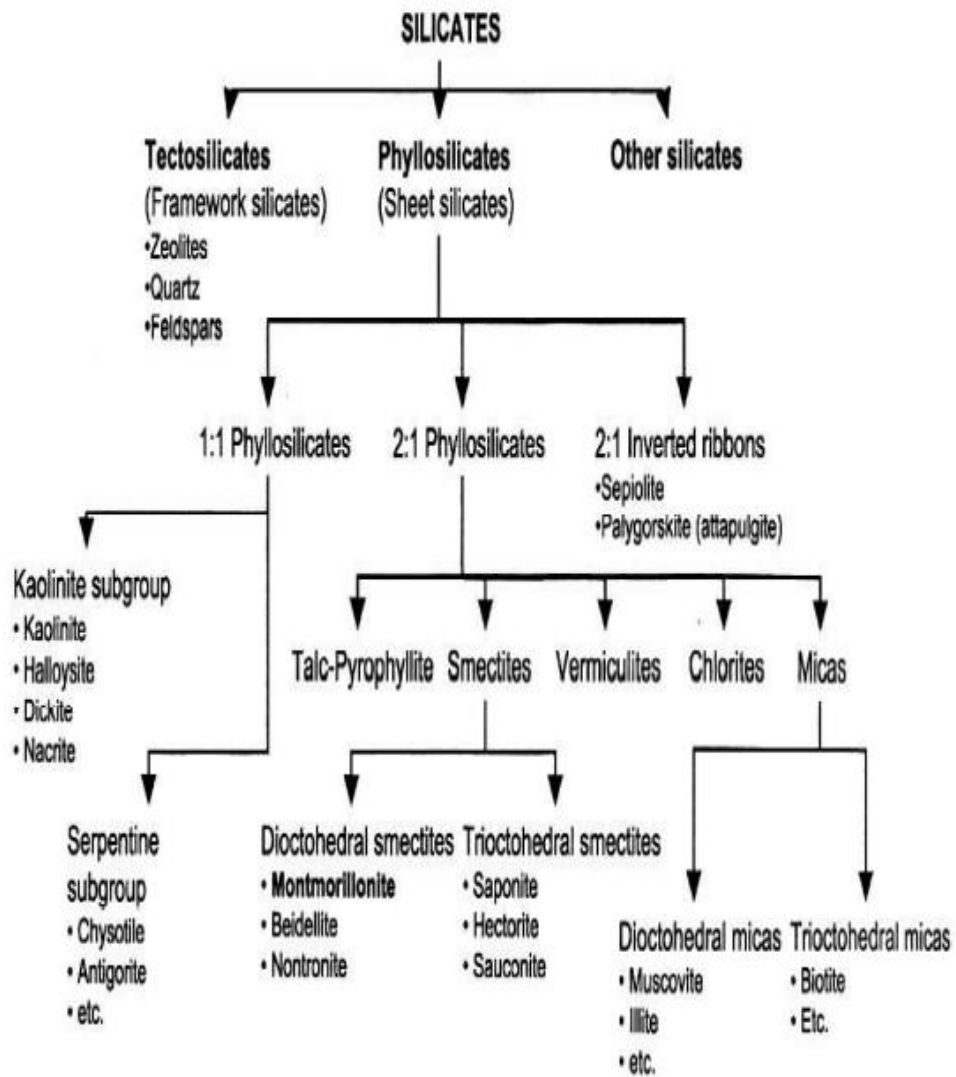 SILICATES
Tectosilicates
(Framework silicates)
•Zeolites
•Quartz
•Feldspars
Phyllosilicates
(Sheet silicates)
Other silicates
1:1 Phyllosilicates
2:1 Phyllosilicates
2:1 Inverted ribbons
•Sepiolite
•Palygorskite (attapulgite)
Kaolinite subgroup
• Kaolinite
• Halloysite
• Dickite
• Nacrite
Talc-Pyrophyllite
Smectites
Vermiculites
Chlorites
Micas
Serpentine
subgroup
• Chysotile
• Antigorite
• etc.
Dioctohedral smectites
• Montmorillonite
• Beidellite
• Nontronite
Trioctohedral smectites
• Saponite
• Hectorite
• Sauconite
Dioctohedral micas
• Muscovite
• Illite
• etc.
Trioctohedral micas
• Biotite
• Etc.